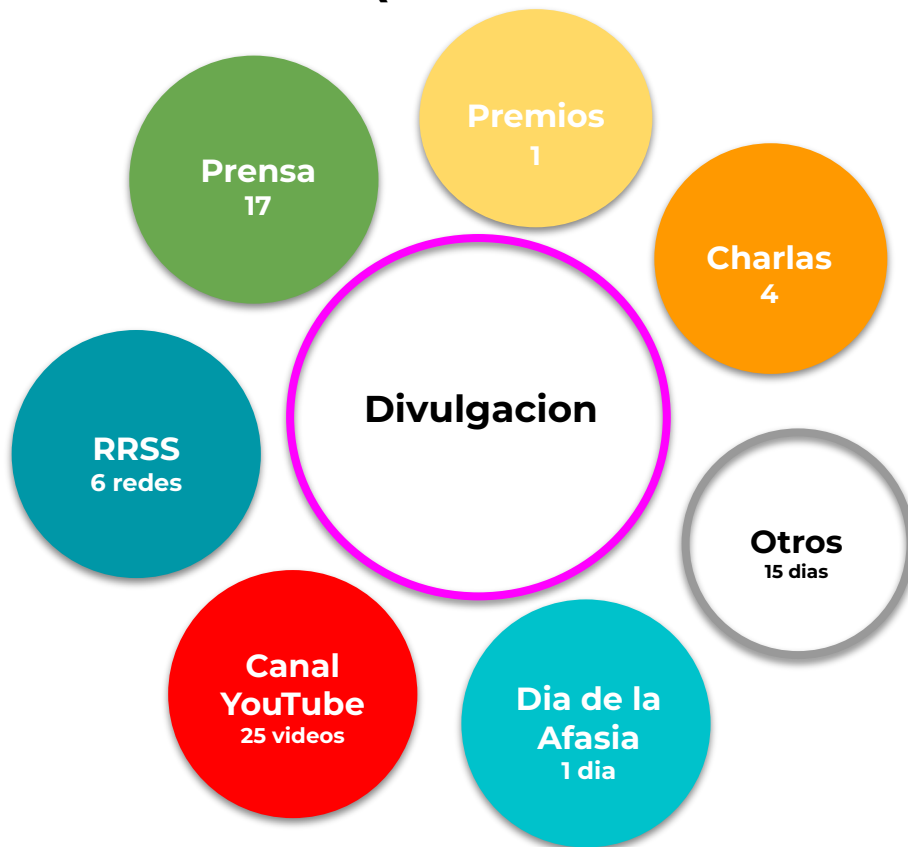 Premios
1
Prensa
17
Charlas
4
Divulgacion
RRSS
6 redes
Otros
15 dias
Canal
YouTube
25 videos
Dia de la
Afasia
1 dia